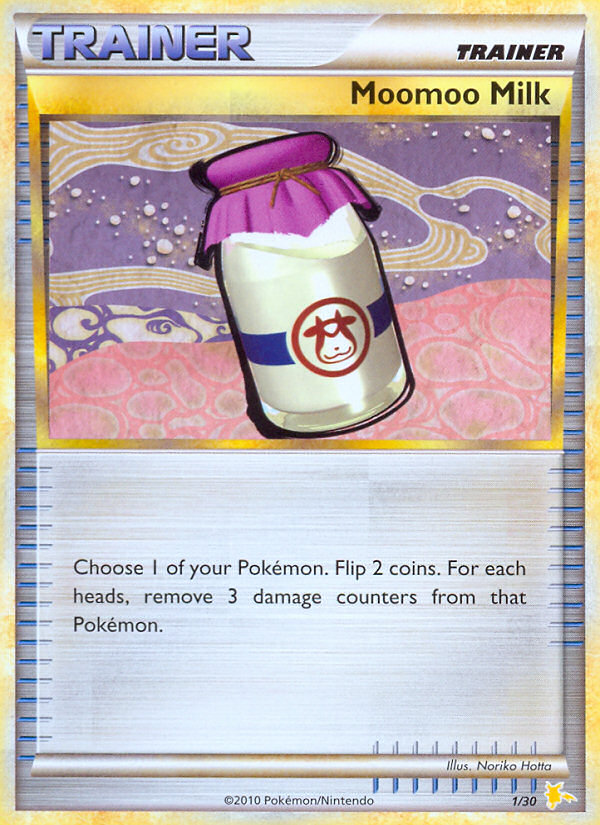 TRAINER
TRAINER
Moomoo Milk
Choose 1 of your Pokémon. Flip 2 coins. For each
heads, remove 3 damage counters from that
Pokémon.
Illus. Noriko Hotta
©2010 Pokémon/Nintendo
1/30